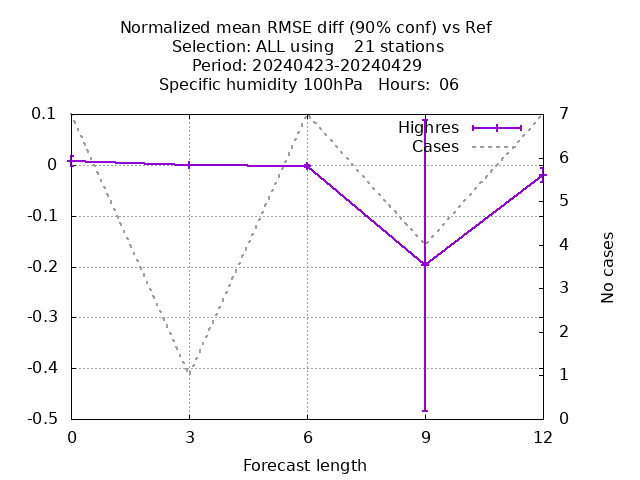 Normalized mean RMSE diff (90% conf) vs Ref
Selection: ALL using    21 stations
Period: 20240423-20240429
Specific humidity 100hPa   Hours:  06
Highres
Cases
0.1
0
-0.1
-0.2
-0.3
-0.4
-0.5
7
6
5
4
3
2
1
0
No cases
0 3 6 9 12
Forecast length